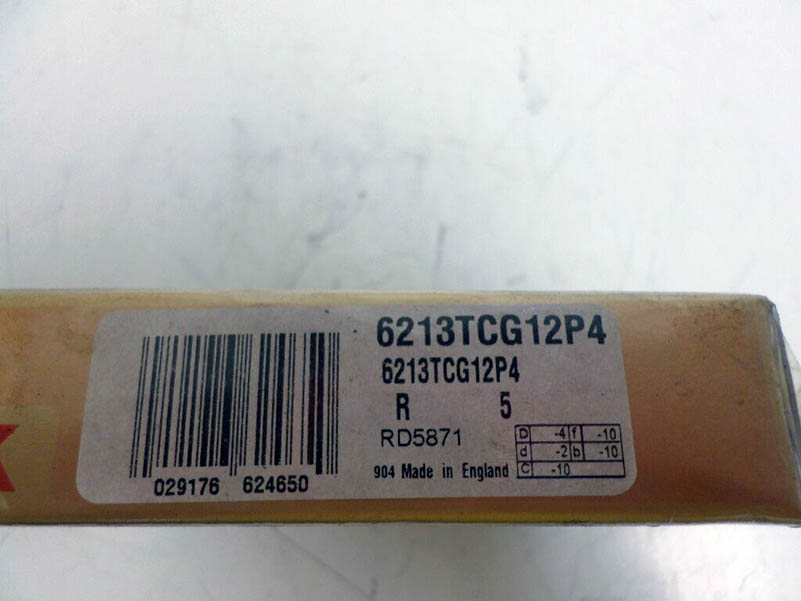 6213TCG12P4
6213TCG12P4
R 5
RD5871
D -4 f -10
d -2 b -10
C -10
904 Made in England
029176 624650